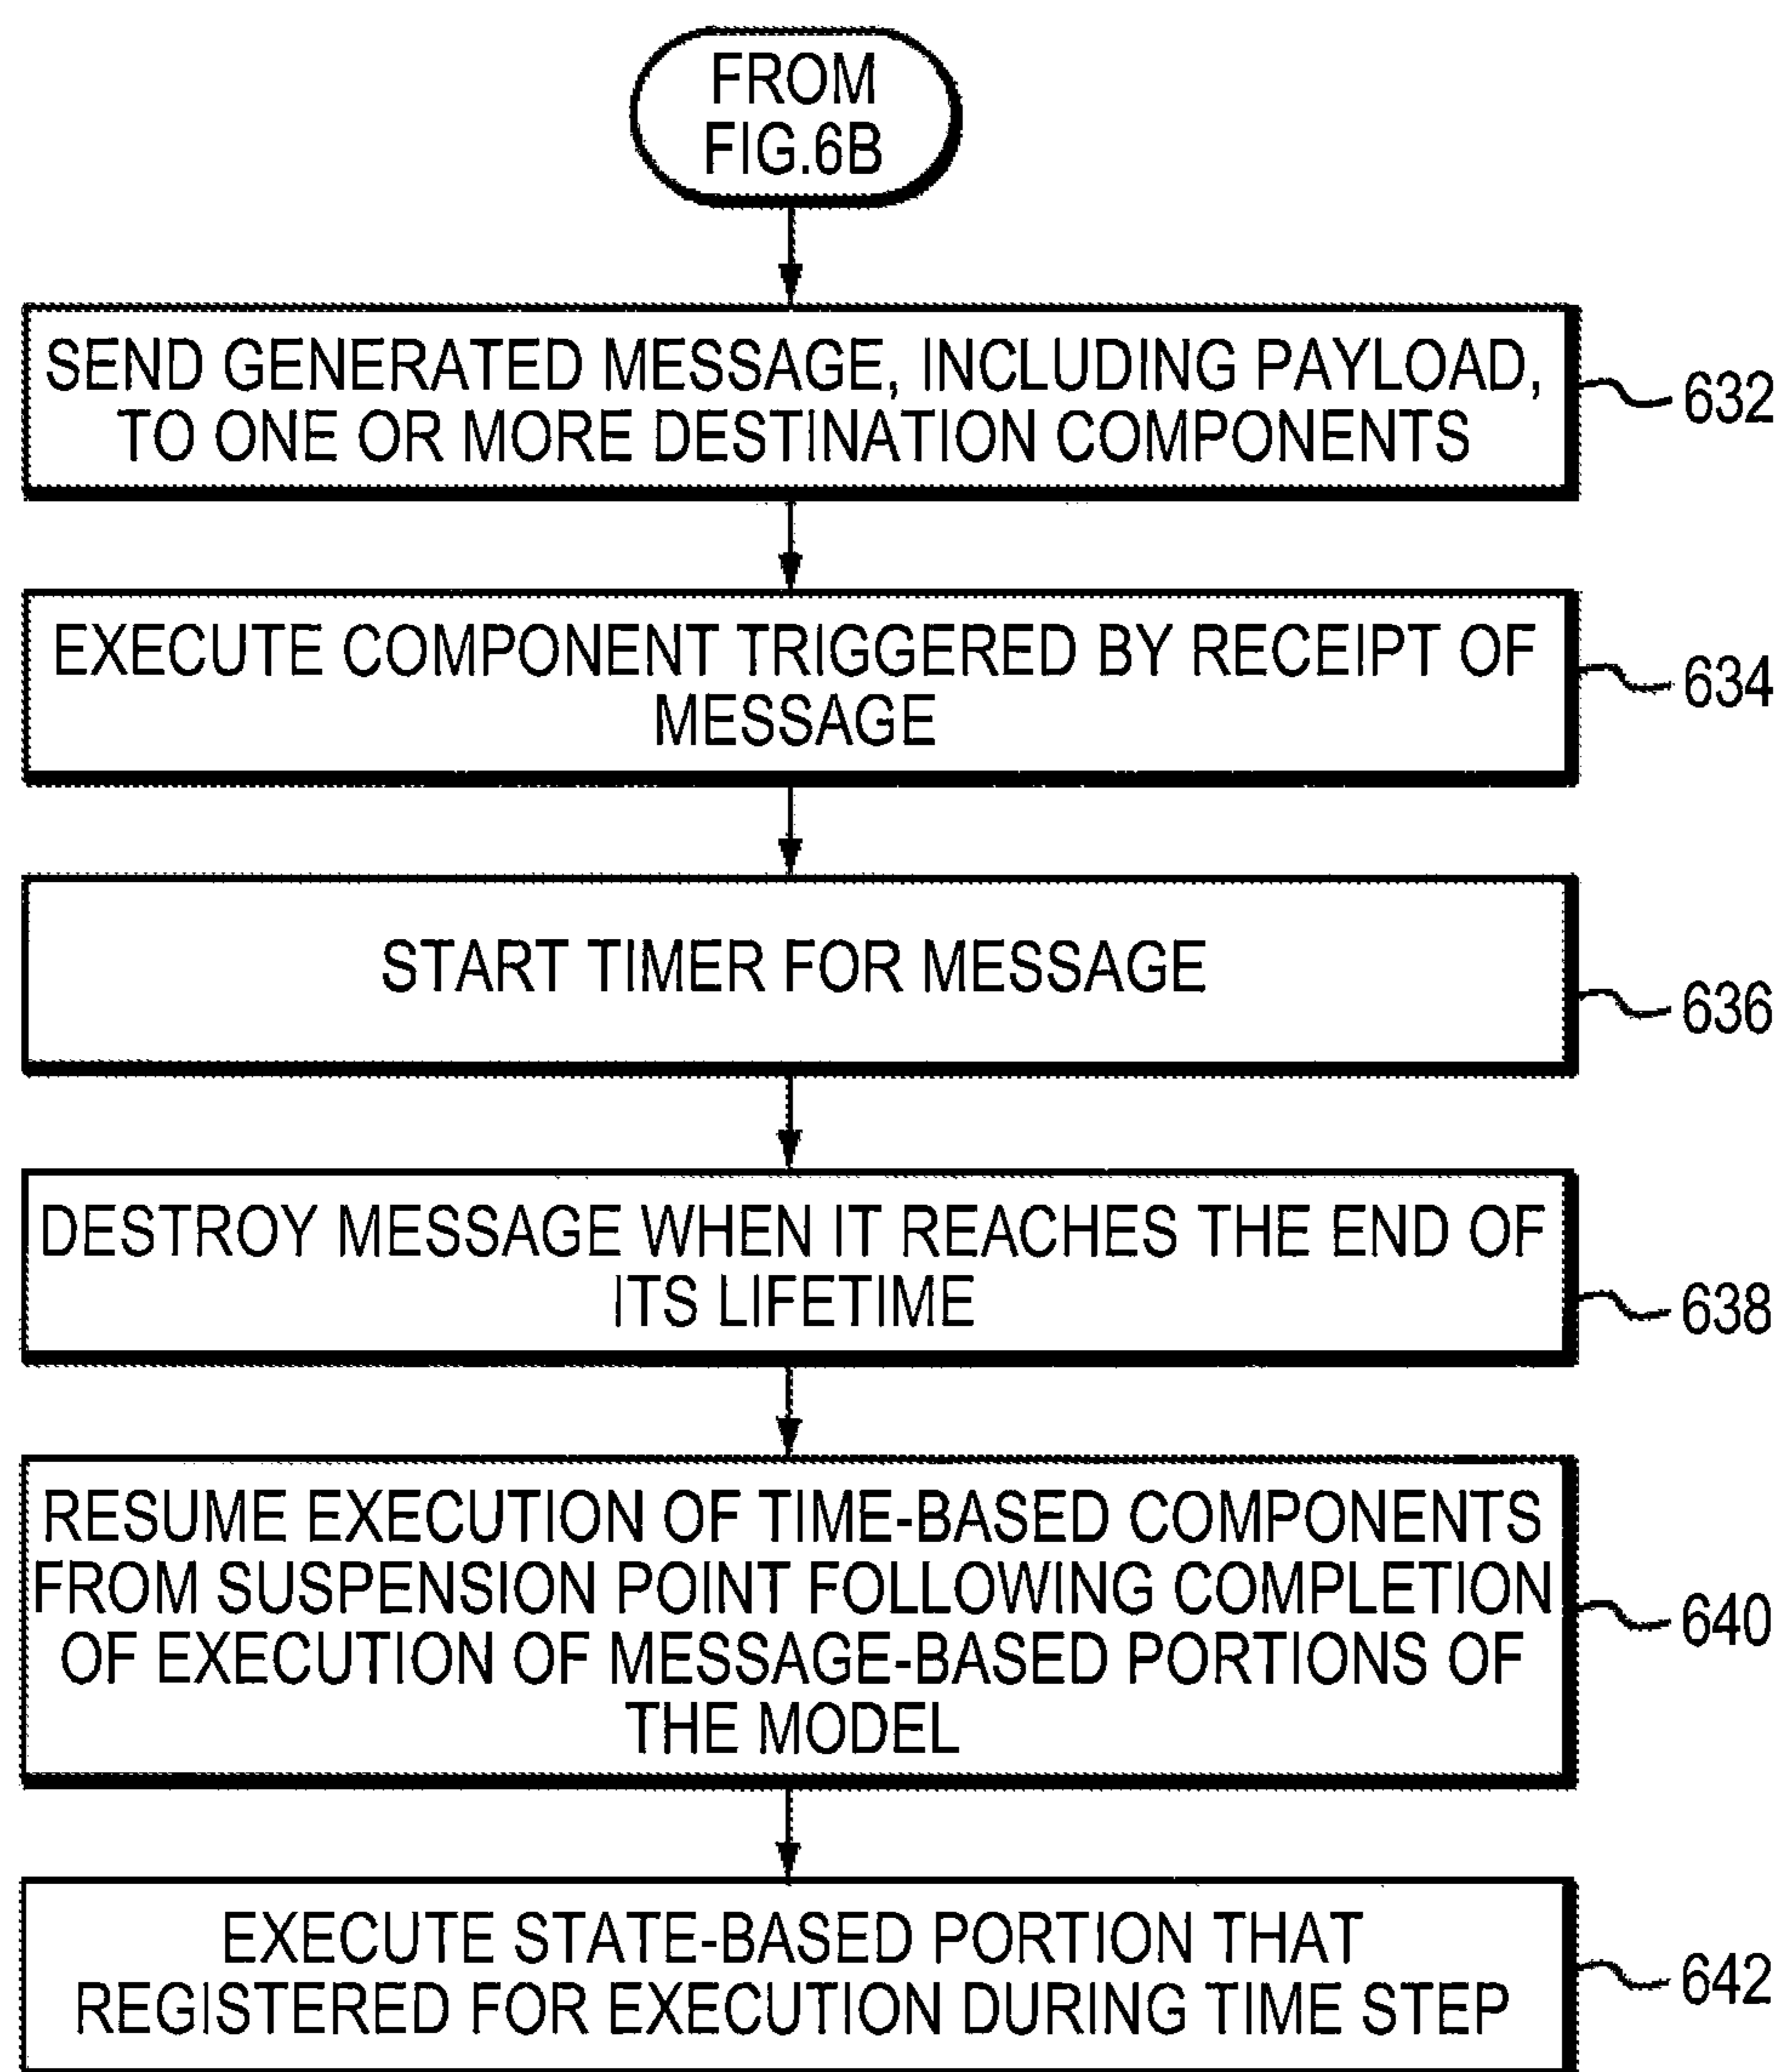 FROM
FIG.6B
SEND GENERATED MESSAGE, INCLUDING PAYLOAD,
TO ONE OR MORE DESTINATION COMPONENTS
632
EXECUTE COMPONENT TRIGGERED BY RECEIPT OF
MESSAGE
634
START TIMER FOR MESSAGE
636
DESTROY MESSAGE WHEN IT REACHES THE END OF
ITS LIFETIME
638
RESUME EXECUTION OF TIME-BASED COMPONENTS
FROM SUSPENSION POINT FOLLOWING COMPLETION
OF EXECUTION OF MESSAGE-BASED PORTIONS OF
THE MODEL
640
EXECUTE STATE-BASED PORTION THAT
REGISTERED FOR EXECUTION DURING TIME STEP
642